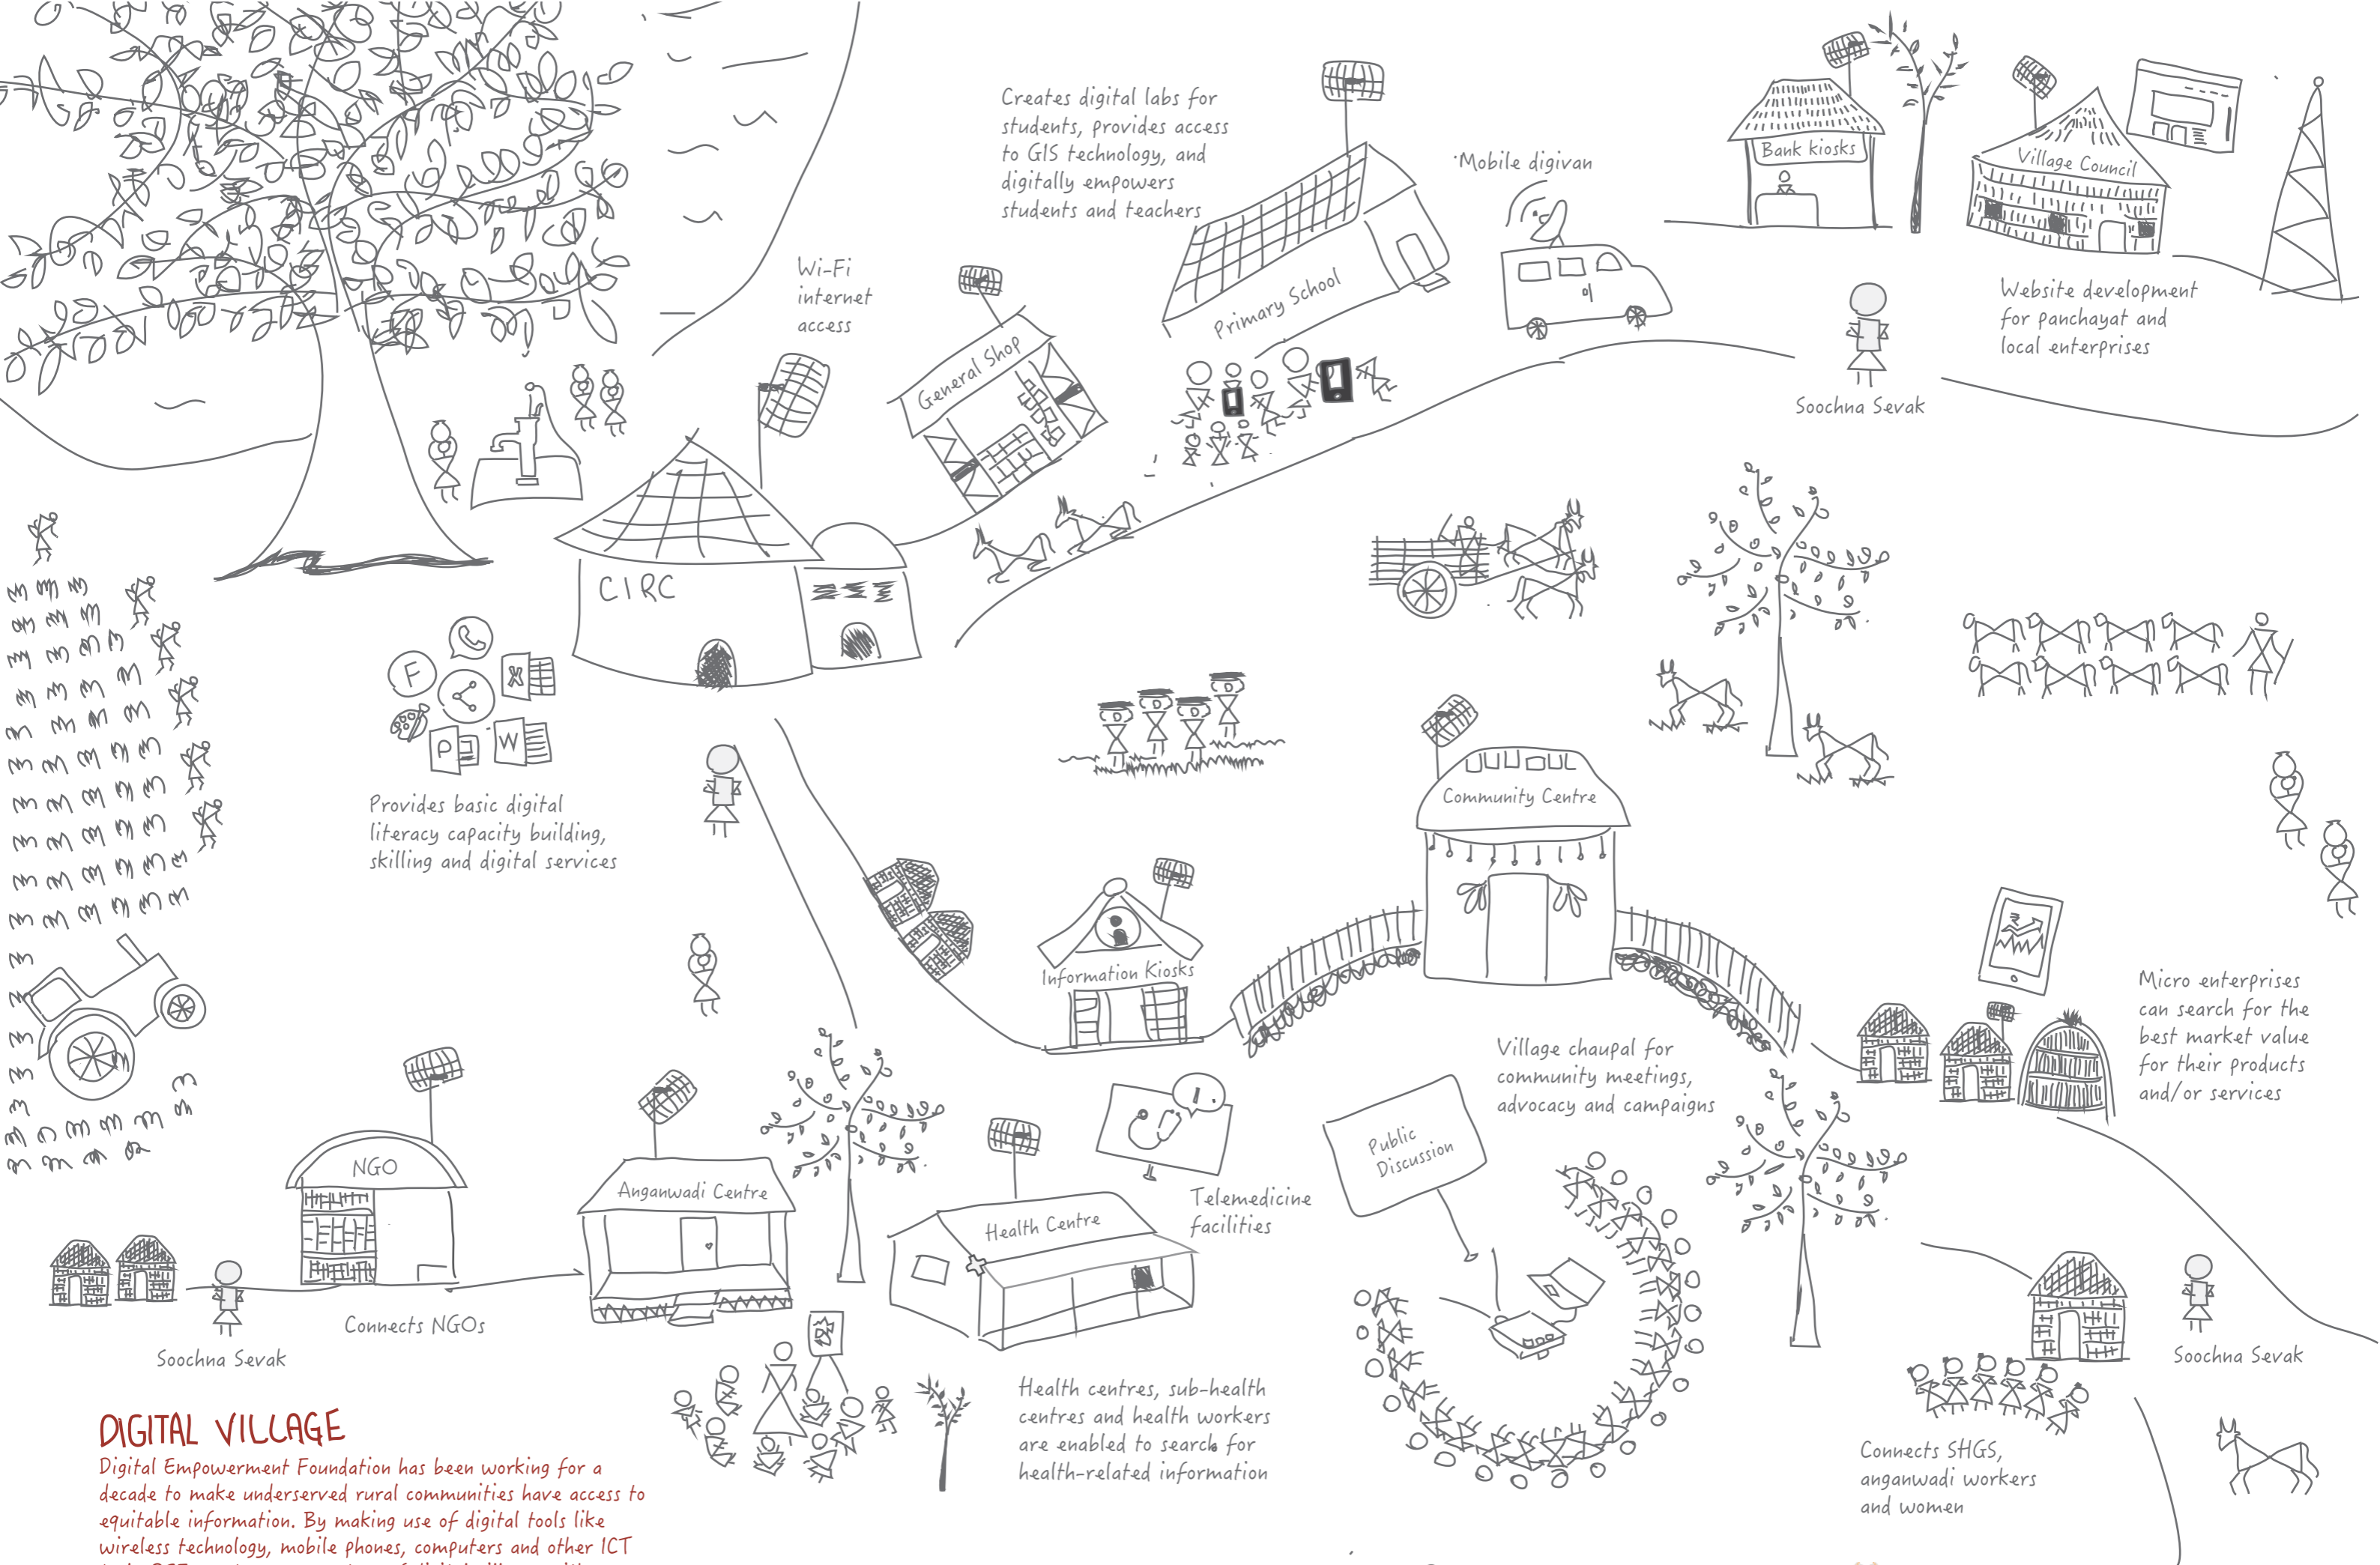 Creates digital labs for
students, provides access
to GIS technology, and
digitally empowers
students and teachers
Mobile digivan
Bank kiosks
Village Council
Website development
for panchayat and
local enterprises
Wi-Fi
internet
access
General Shop
Primary School
Soochna Sevak
CIRC
F
X
P
W
Provides basic digital
literacy capacity building,
skilling and digital services
Community Centre
Information Kiosks
Micro enterprises
can search for the
best market value
for their products
and/or services
Village chaupal for
community meetings,
advocacy and campaigns
Public
Discussion
NGO
Anganwadi Centre
Health Centre
Telemedicine
facilities
Connects NGOs
Soochna Sevak
Soochna Sevak
Health centres, sub-health
centres and health workers
are enabled to search for
health-related information
Connects SHGS,
anganwadi workers
and women
DIGITAL VILLAGE
Digital Empowerment Foundation has been working for a
decade to make underserved rural communities have access to
equitable information. By making use of digital tools like
wireless technology, mobile phones, computers and other ICT